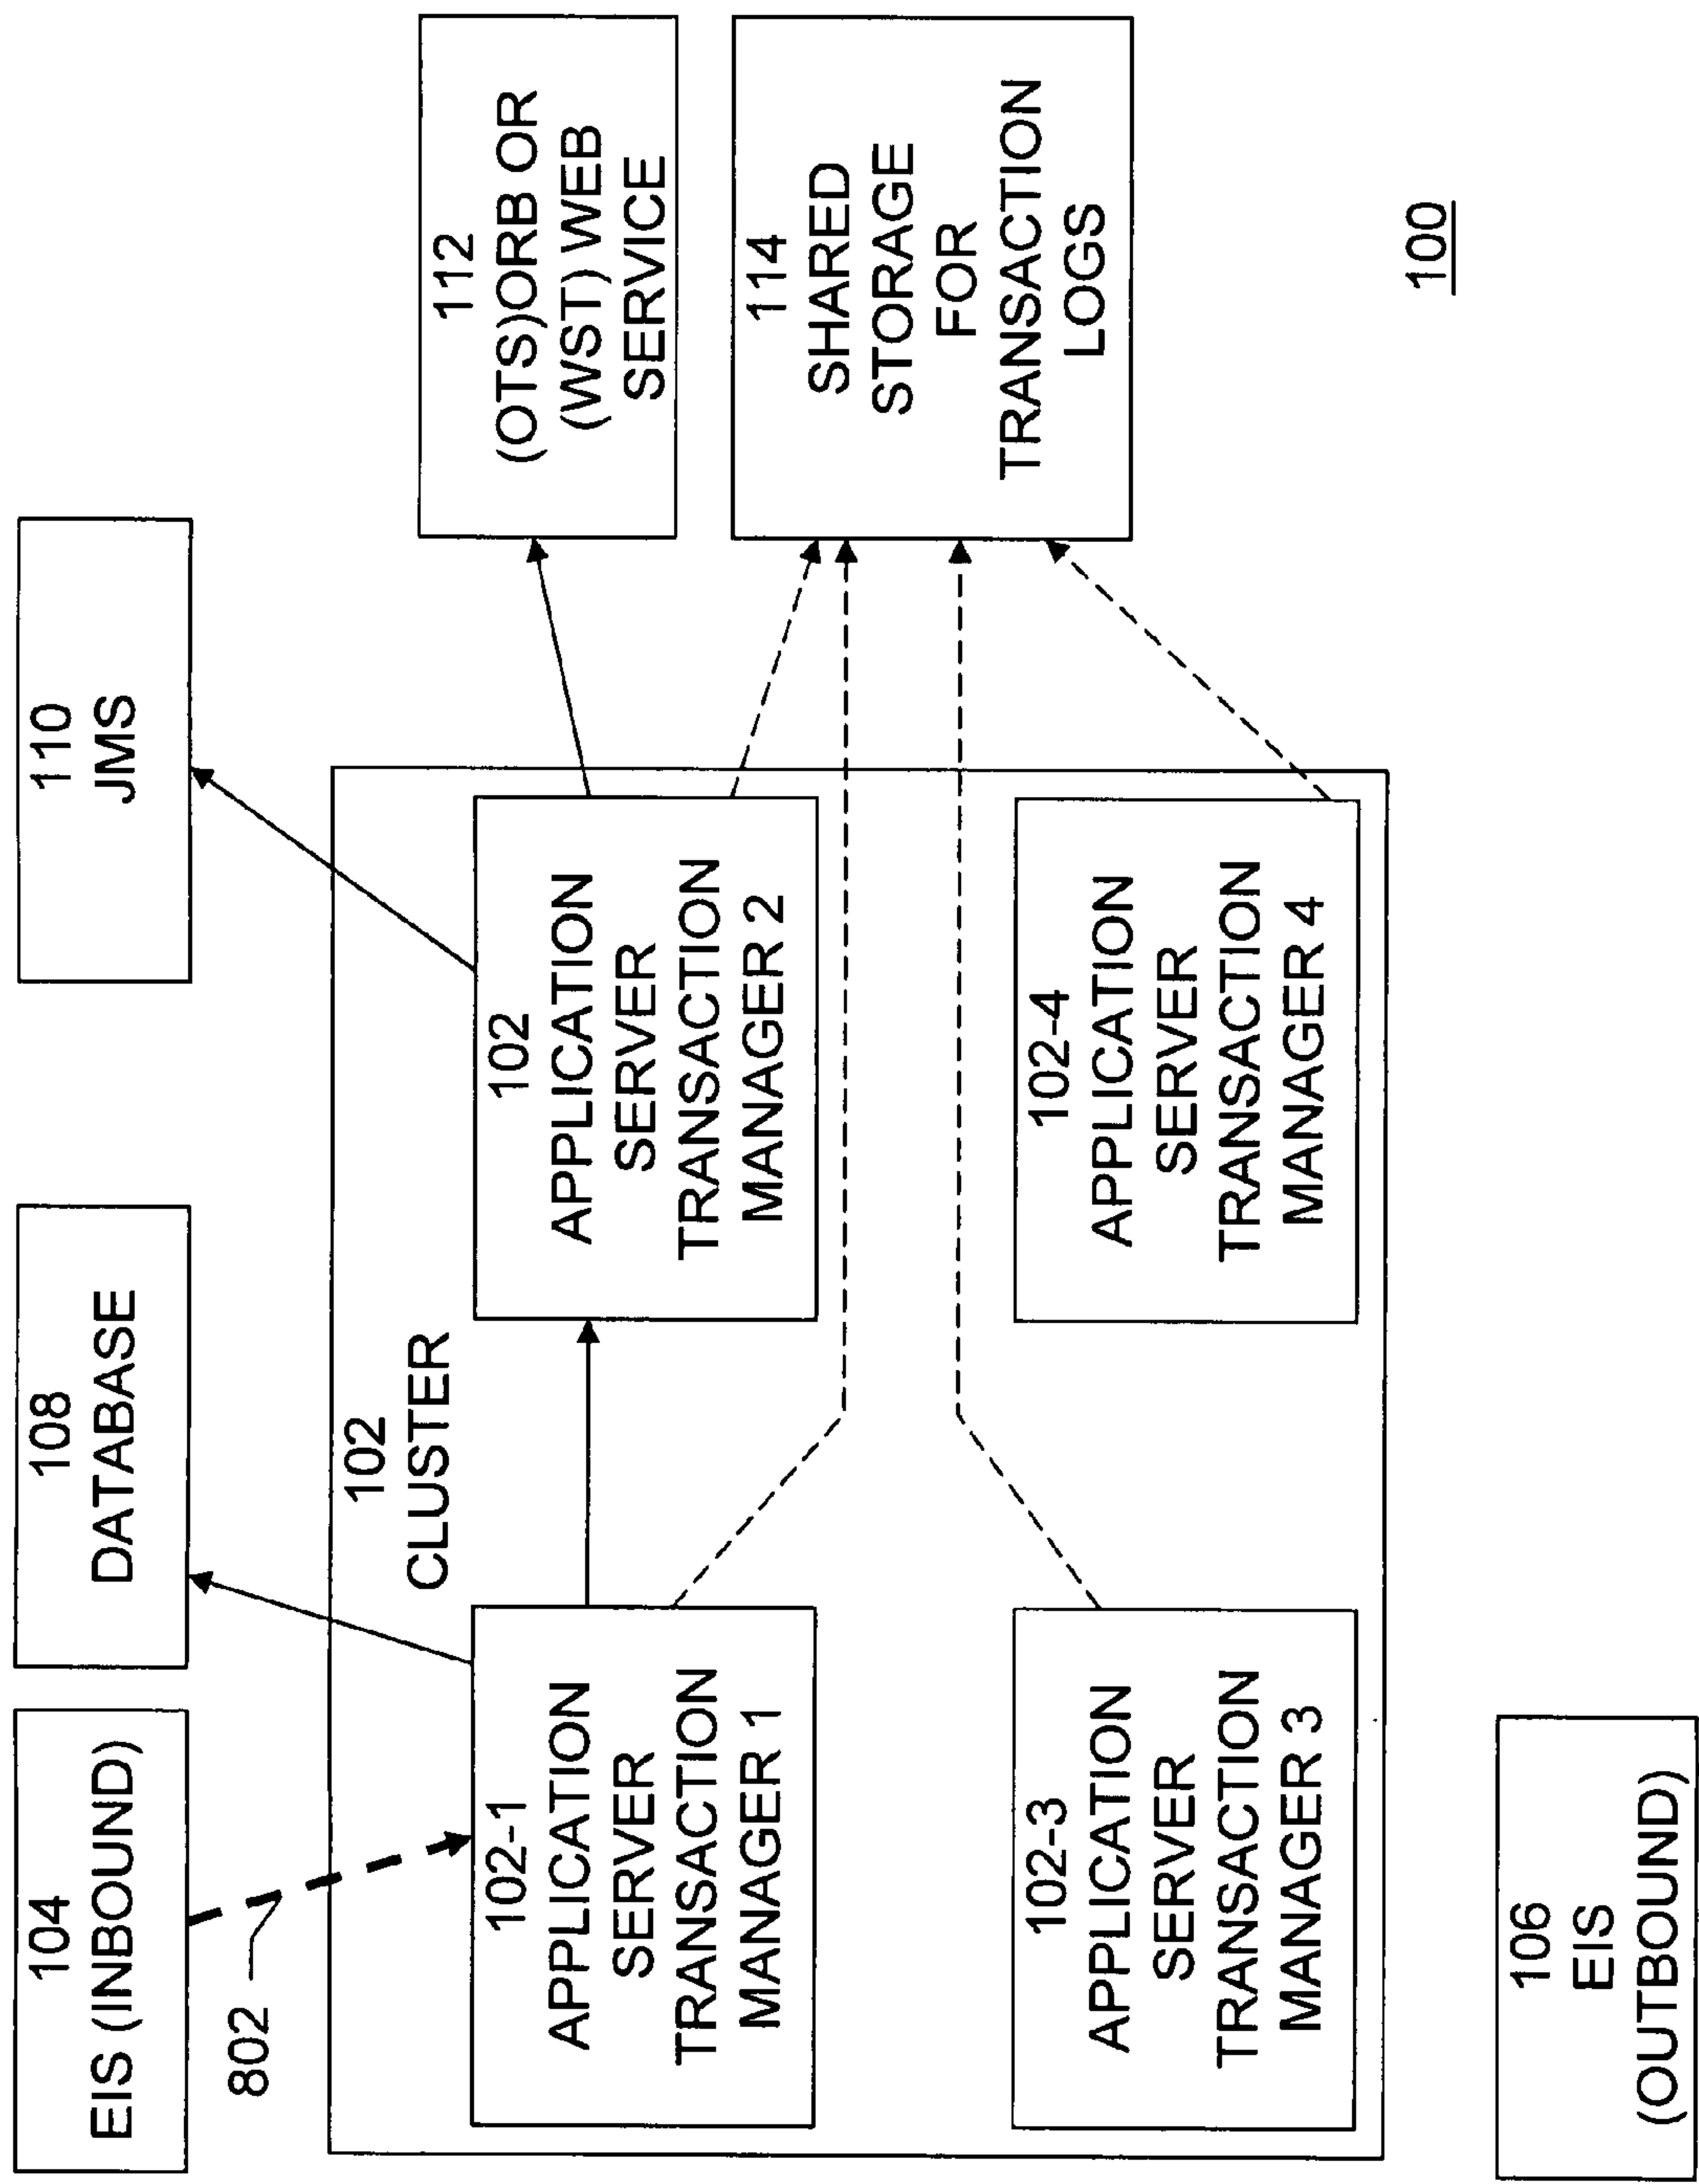 104
EIS (INBOUND)
108
DATABASE
110
JMS
802
102
CLUSTER
102-1
APPLICATION
SERVER
TRANSACTION
MANAGER 1
102
APPLICATION
SERVER
TRANSACTION
MANAGER 2
112
(OTS)ORB OR
(WST) WEB
SERVICE
114
SHARED
STORAGE
FOR
TRANSACTION
LOGS
102-3
APPLICATION
SERVER
TRANSACTION
MANAGER 3
102-4
APPLICATION
SERVER
TRANSACTION
MANAGER 4
106
EIS
(OUTBOUND)
100